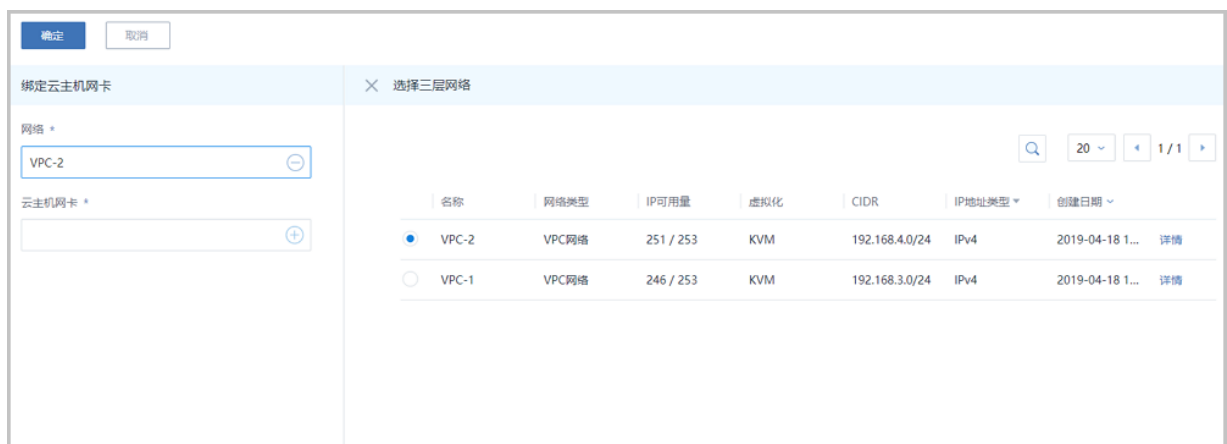 确定 取消
绑定云主机网卡
选择三层网络
网络 *
VPC-2
云主机网卡 *
20 1 / 1
名称 网络类型 IP可用量 虚拟化 CIDR IP地址类型 创建日期
VPC-2 VPC网络 251 / 253 KVM 192.168.4.0/24 IPv4 2019-04-18 1... 详情
VPC-1 VPC网络 246 / 253 KVM 192.168.3.0/24 IPv4 2019-04-18 1... 详情